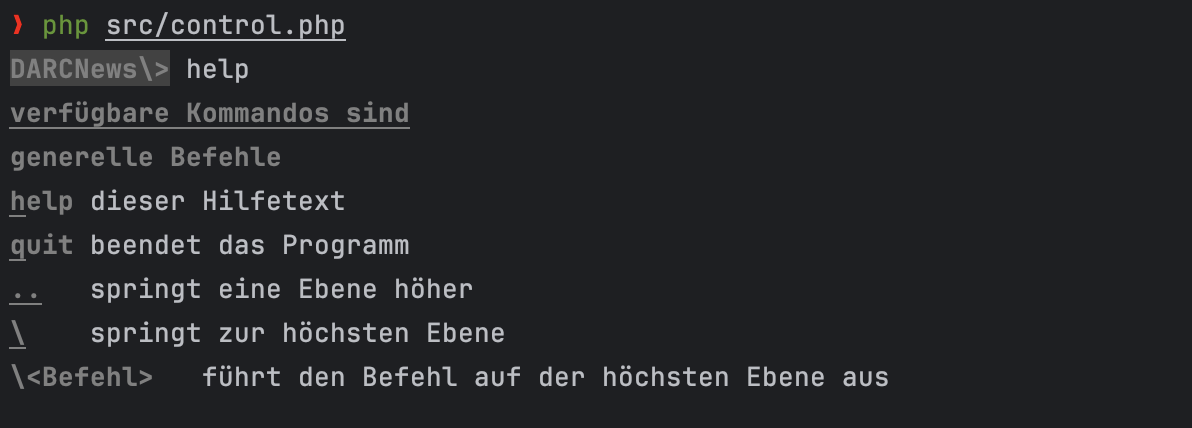 ❯ php src/control.php
DARCNews\> help
verfügbare Kommandos sind
generelle Befehle
help dieser Hilfetext
quit beendet das Programm
..   springt eine Ebene höher
\    springt zur höchsten Ebene
\<Befehl>   führt den Befehl auf der höchsten Ebene aus